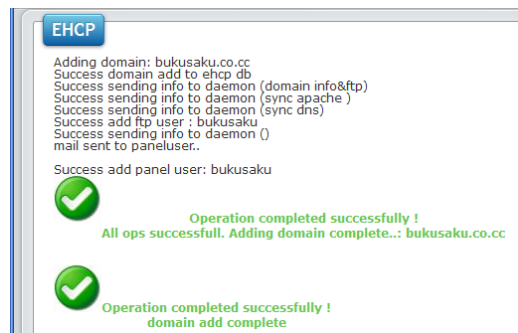 EHCP
Adding domain: bukusaku.co.cc
Success domain add to ehcp db
Success sending info to daemon (domain info&ftp)
Success sending info to daemon (sync apache )
Success sending info to daemon (sync dns)
Success add ftp user : bukusaku
Success sending info to daemon ()
mail sent to paneluser..
Success add panel user: bukusaku
Operation completed successfully !
All ops successfull. Adding domain complete..: bukusaku.co.cc
Operation completed successfully !
domain add complete